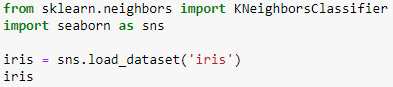 from sklearn.neighbors import KNeighborsClassifier
import seaborn as sns
iris = sns.load_dataset('iris')
iris